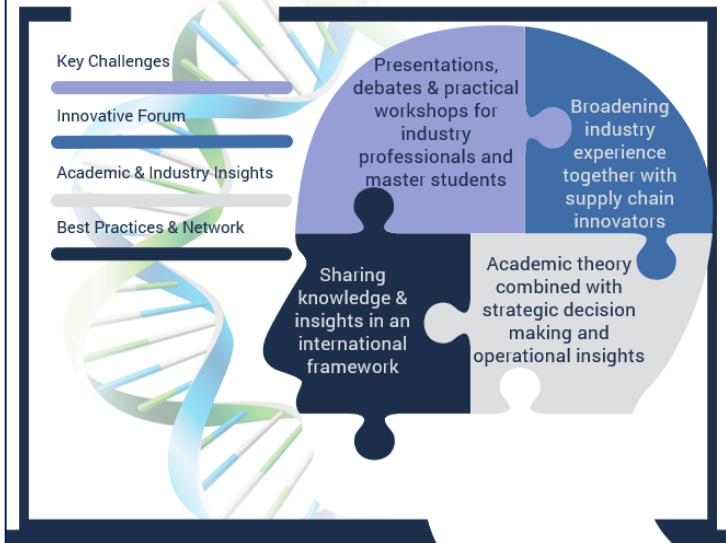 Key Challenges
Innovative Forum
Academic & Industry Insights
Best Practices & Network
Presentations,
debates & practical
workshops for
industry
professionals and
master students
Broadening
industry
experience
together with
supply chain
innovators
Sharing
knowledge &
insights in an
international
framework
Academic theory
combined with
strategic decision
making and
operational insights